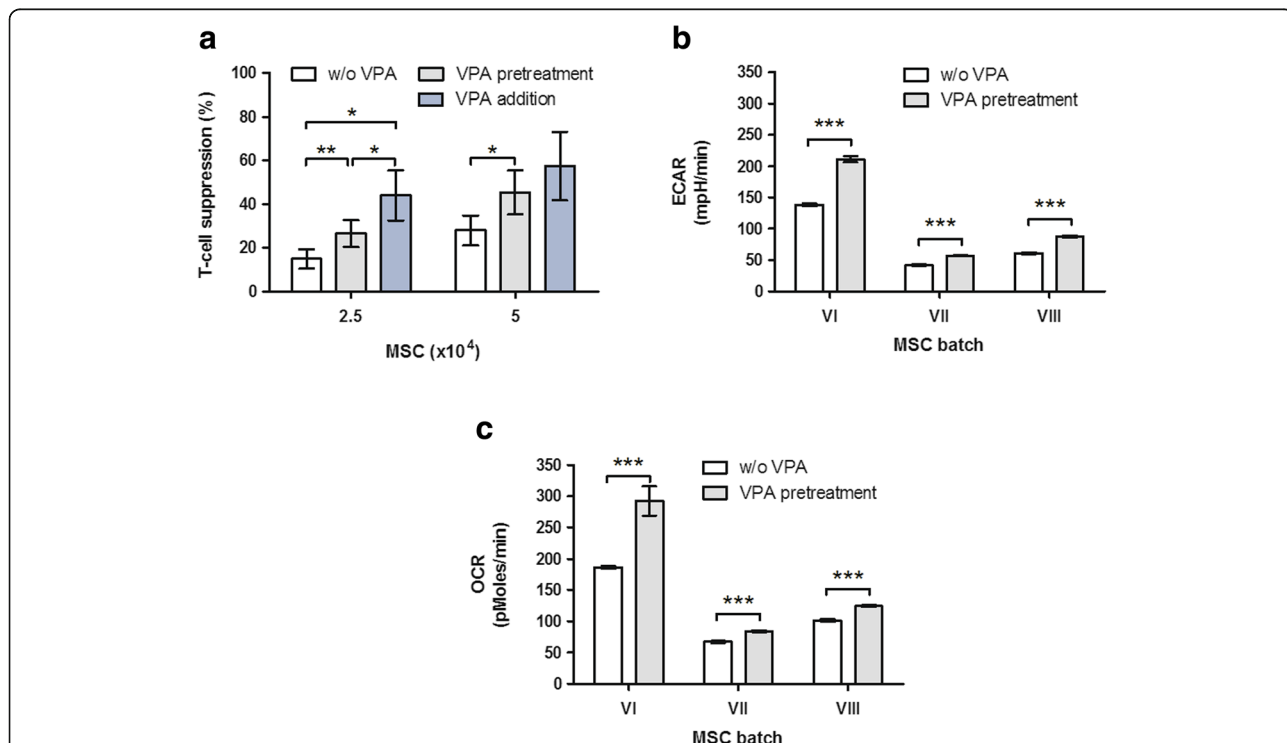 a
w/o VPA
VPA pretreatment
VPA addition
T-cell suppression (%)
100
80
60
40
20
0
*
**
*
*
2.5
5
MSC (x10⁴)
b
w/o VPA
VPA pretreatment
ECAR
(mpH/min)
350
300
250
200
150
100
50
0
***
***
***
VI
VII
VIII
MSC batch
c
w/o VPA
VPA pretreatment
OCR
(pMoles/min)
350
300
250
200
150
100
50
0
***
***
***
VI
VII
VIII
MSC batch